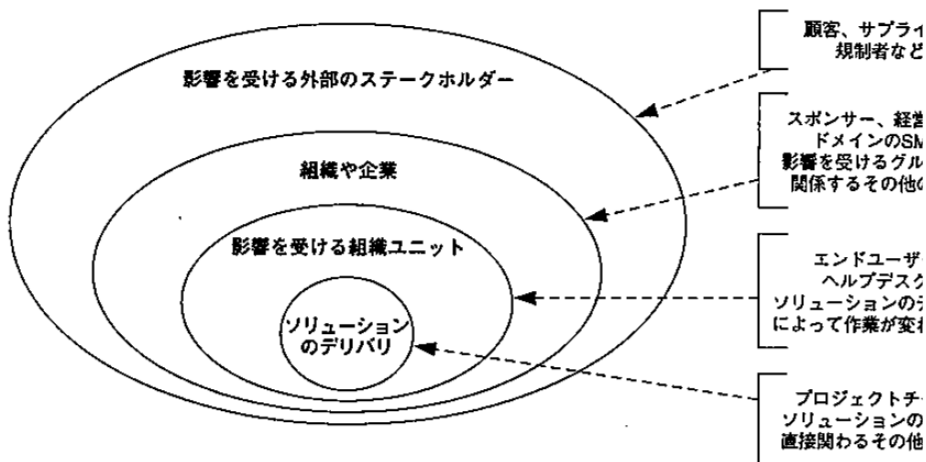 影響を受ける外部のステークホルダー
組織や企業
影響を受ける組織ユニット
ソリューション
のデリバリ
顧客、サプライ
規制者など
スポンサー、経営
ドメインのSM
影響を受けるグル
関係するその他の
エンドユーザ
ヘルプデスク
ソリューションの
によって作業が変わ
プロジェクトチ
ソリューションの
直接関わるその他